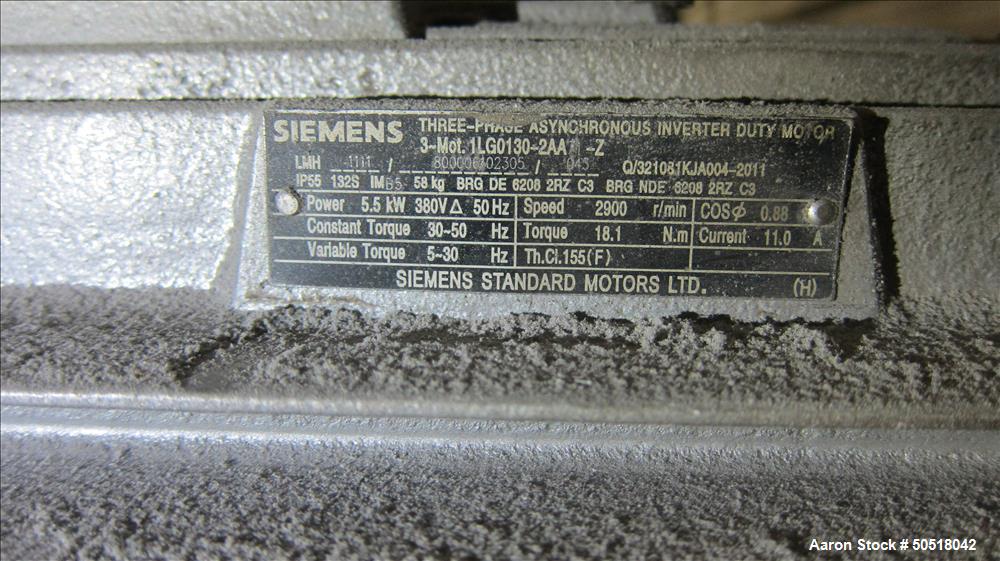 SIEMENS THREE-PHASE ASYNCHRONOUS INVERTER DUTY MOTOR
3-Mot. 1LG0130-2AA -Z
LMH 1111 / / Q/321081KJA004-2011
IP55 132S IM B5 58 kg BRG DE 6208 2RZ C3 BRG NDE 6208 2RZ C3
Power 5.5 kW 380V Δ 50 Hz Speed 2900 r/min COSϕ 0.88
Constant Torque 30~50 Hz Torque 18.1 N.m Current 11.0 A
Variable Torque 5~30 Hz Th.Cl.155(F)
SIEMENS STANDARD MOTORS LTD. (H)
Aaron Stock # 50518042